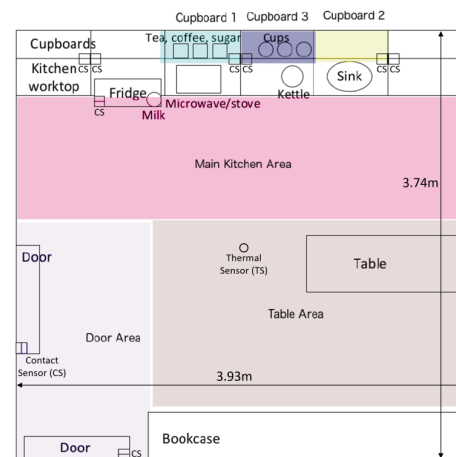 Cupboard 1 Cupboard 3 Cupboard 2
Cupboards
Tea, coffee, sugar
Cups
CS CS
CS CS
CS
Kitchen
worktop
Sink
Fridge
Kettle
Microwave/stove
CS
Milk
Main Kitchen Area
3.74m
Door
Thermal
Sensor (TS)
Table
Table Area
Door Area
Contact
Sensor (CS)
3.93m
Bookcase
Door
CS